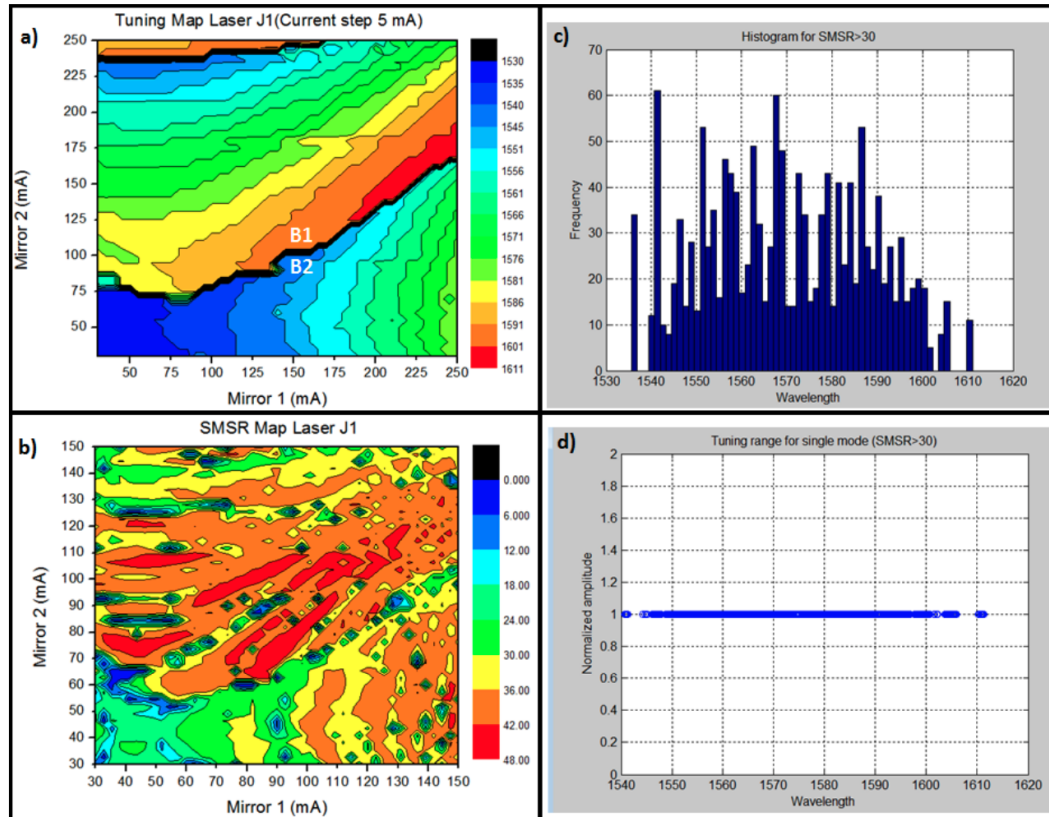 a)
Tuning Map Laser J1(Current step 5 mA)
250
225
200
175
150
125
100
75
50
Mirror 2 (mA)
B1
B2
50 75 100 125 150 175 200 225 250
Mirror 1 (mA)
1530
1540
1545
1551
1556
1561
1566
1571
1576
1581
1586
1591
1601
1611
c)
Histogram for SMSR>30
70
60
50
40
30
20
10
0
Frequency
1530 1540 1550 1560 1570 1580 1590 1600 1610 1620
Wavelength
b)
SMSR Map Laser J1
150
140
130
120
110
100
90
80
70
60
50
40
30
Mirror 2 (mA)
30 40 50 60 70 80 90 100 110 120 130 140 150
Mirror 1 (mA)
0.000
6.000
12.00
18.00
24.00
30.00
36.00
42.00
48.00
d)
Tuning range for single mode (SMSR>30)
2
1.8
1.6
1.4
1.2
1
0.8
0.6
0.4
0.2
0
Normalized amplitude
1540 1550 1560 1570 1580 1590 1600 1610 1620
Wavelength